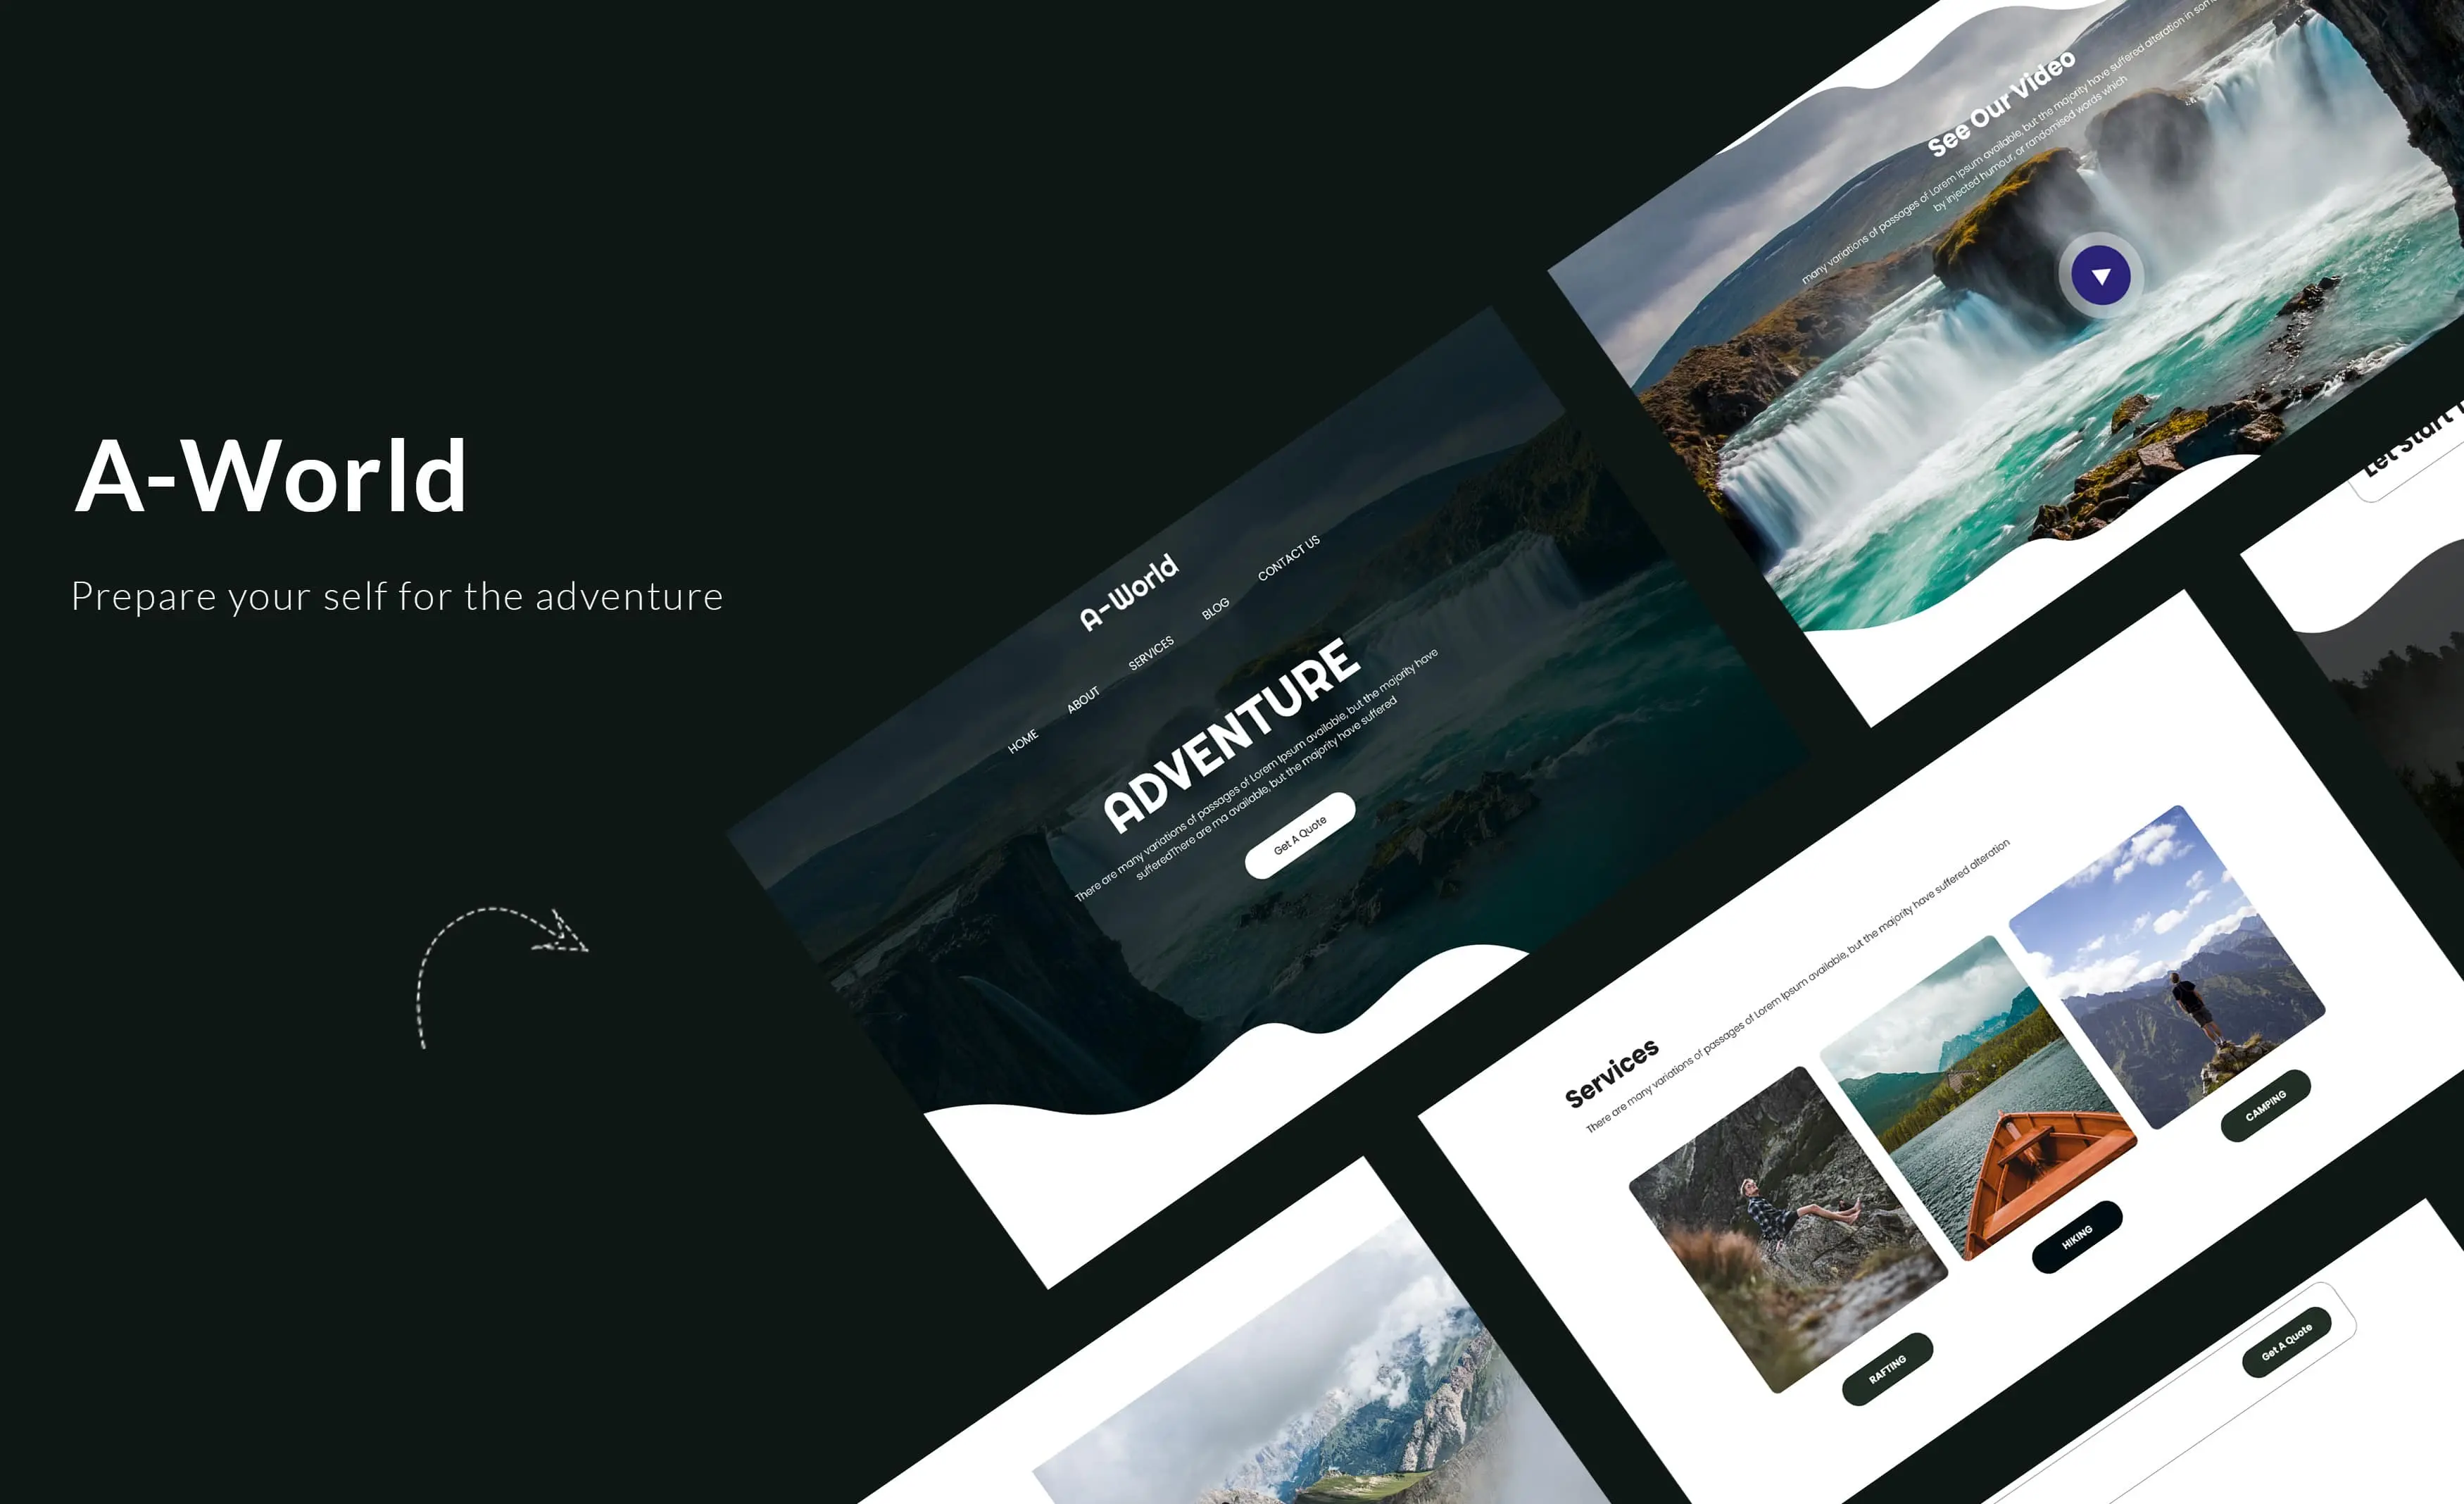 A-World
Prepare your self for the adventure
A-World
HOME
ABOUT
SERVICES
BLOG
CONTACT US
ADVENTURE
There are many variations of passages of Lorem Ipsum available, but the majority have
sufferedThere are ma available, but the majority have suffered
Get A Quote
See Our Video
many variations of passages of Lorem Ipsum available, but the majority have suffered alteration in
by injected humour, or randomised words which
Let Start
Services
There are many variations of passages of Lorem Ipsum available, but the majority have suffered alteration
RAFTING
HIKING
CAMPING
Get A Quote